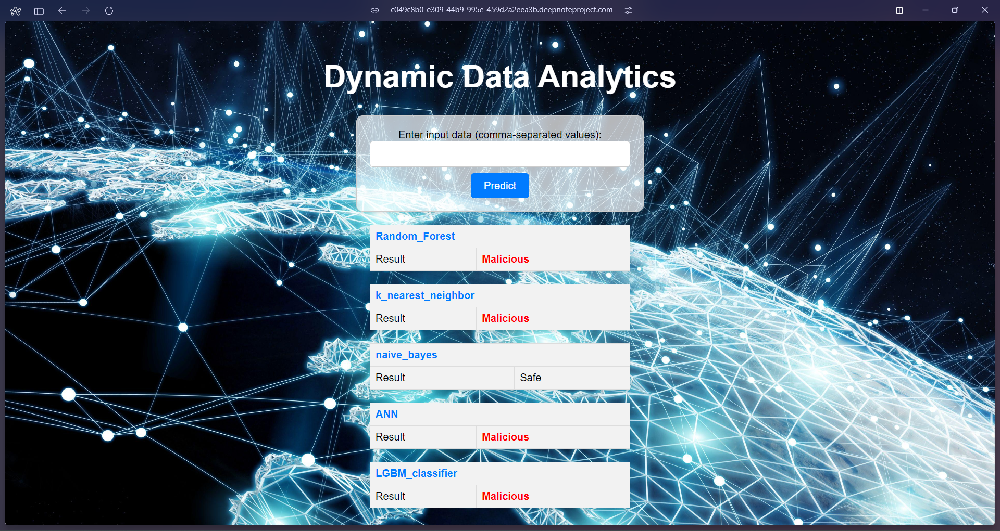 c049c8b0-e309-44b9-995e-459d2a2eea3b.deepnoteproject.com
Dynamic Data Analytics
Enter input data (comma-separated values):
Predict
Random_Forest
Result Malicious
k_nearest_neighbor
Result Malicious
naive_bayes
Result Safe
ANN
Result Malicious
LGBM_classifier
Result Malicious